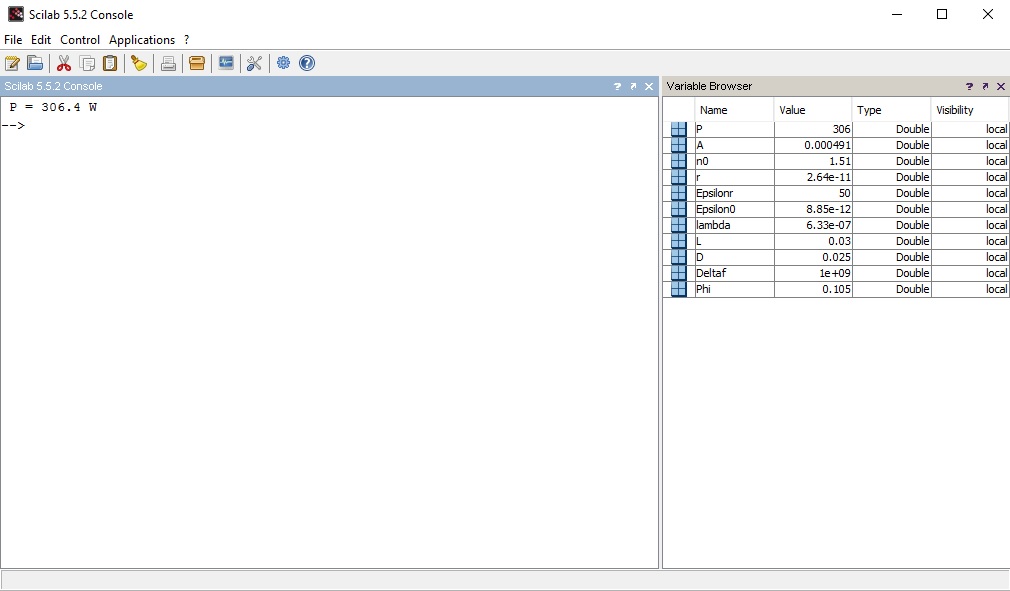 Scilab 5.5.2 Console
File Edit Control Applications ?
Scilab 5.5.2 Console ? Variable Browser ?
P = 306.4 W
-->
Name Value Type Visibility
P 306 Double local
A 0.000491 Double local
n0 1.51 Double local
r 2.64e-11 Double local
Epsilonr 50 Double local
Epsilon0 8.85e-12 Double local
lambda 6.33e-07 Double local
L 0.03 Double local
D 0.025 Double local
Deltaf 1e+09 Double local
Phi 0.105 Double local